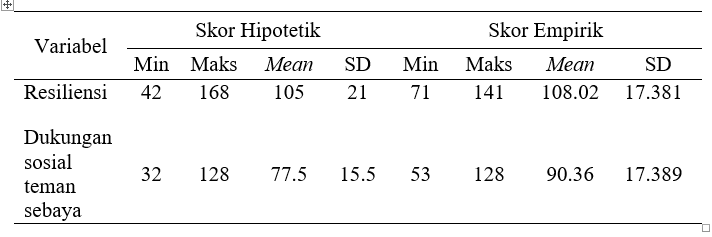 Variabel Skor Hipotetik Skor Empirik
Min Maks Mean SD Min Maks Mean SD
Resiliensi 42 168 105 21 71 141 108.02 17.381
Dukungan
sosial
teman
sebaya
32 128 77.5 15.5 53 128 90.36 17.389